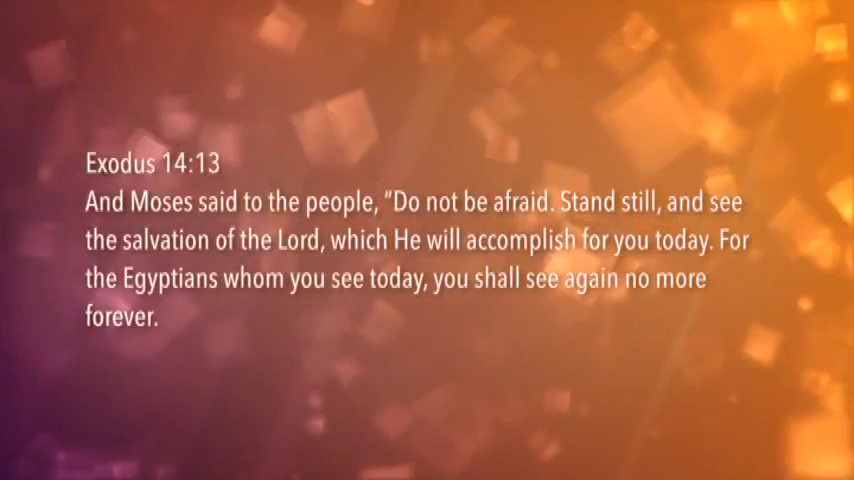 Exodus 14:13
And Moses said to the people, “Do not be afraid. Stand still, and see
the salvation of the Lord, which He will accomplish for you today. For
the Egyptians whom you see today, you shall see again no more
forever.